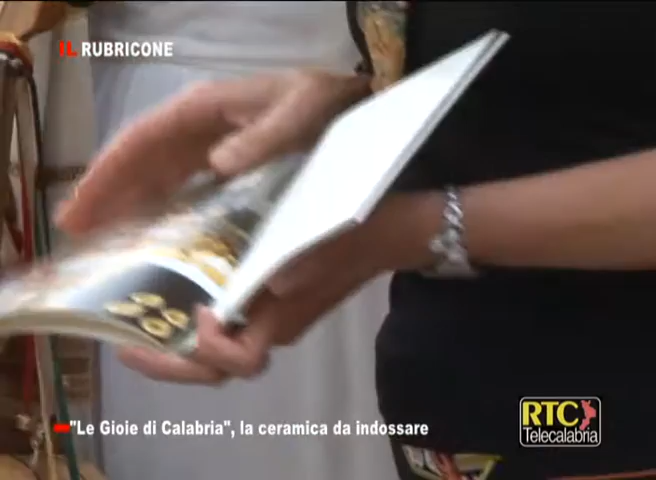 IL RUBRICONE
"Le Gioie di Calabria", la ceramica da indossare
RTC
Telecalabria